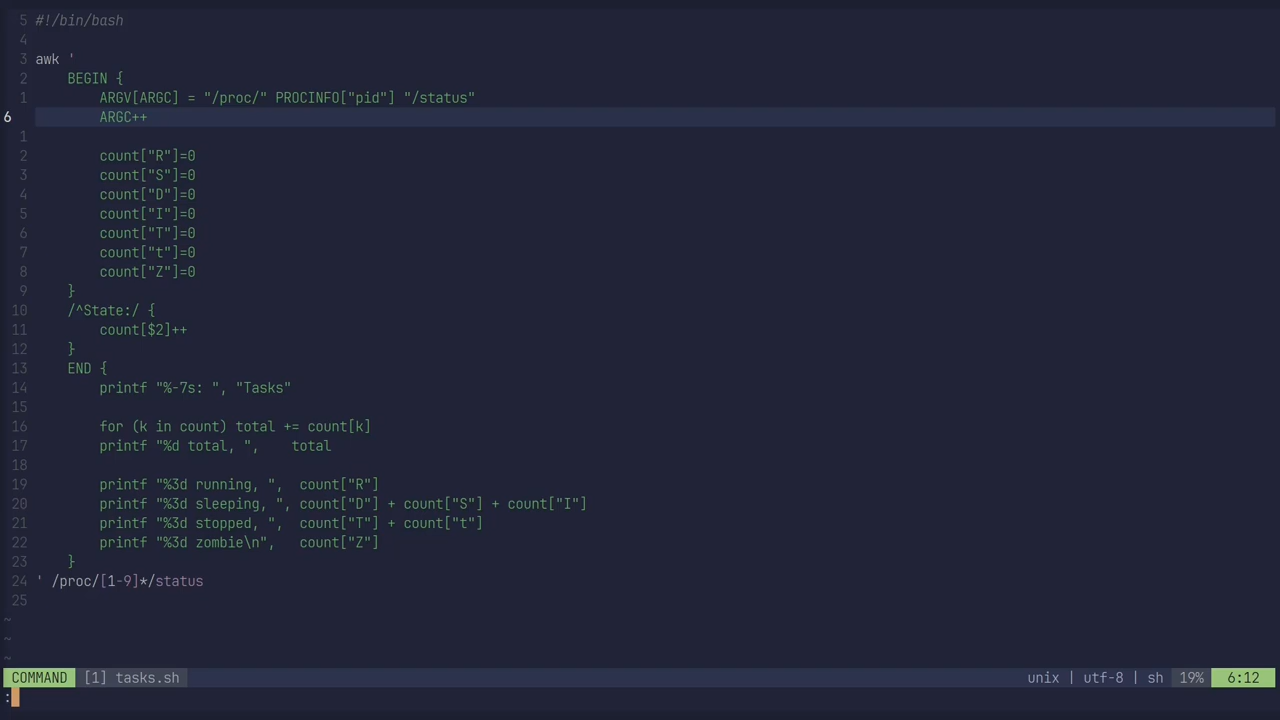 5 #!/bin/bash
4
3 awk '
2     BEGIN {
1         ARGV[ARGC] = "/proc/" PROCINFO["pid"] "/status"
6         ARGC++
1
2         count["R"]=0
3         count["S"]=0
4         count["D"]=0
5         count["I"]=0
6         count["T"]=0
7         count["t"]=0
8         count["Z"]=0
9     }
10     /^State:/ {
11         count[$2]++
12     }
13     END {
14         printf "%-7s: ", "Tasks"
15
16         for (k in count) total += count[k]
17         printf "%d total, ",    total
18
19         printf "%3d running, ",  count["R"]
20         printf "%3d sleeping, ", count["D"] + count["S"] + count["I"]
21         printf "%3d stopped, ",  count["T"] + count["t"]
22         printf "%3d zombie\n",   count["Z"]
23     }
24 ' /proc/[1-9]*/status
25
~
~
~
COMMAND [1] tasks.sh unix | utf-8 | sh 19% 6:12
: